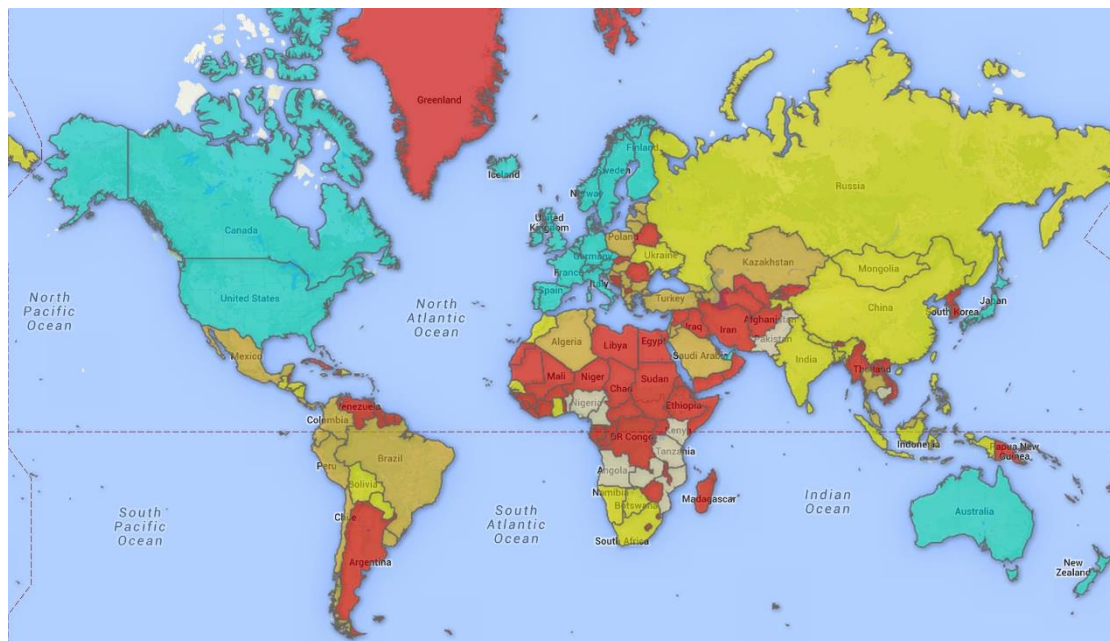 Greenland
Iceland
Finland
Sweden
Norway
Russia
United
Kingdom
Canada
Poland
Germany
Ukraine
Kazakhstan
Mongolia
France
Italy
Spain
United States
North
Pacific
Ocean
North
Atlantic
Ocean
Turkey
China
Japan
South Korea
Afghanistan
Iraq
Iran
Pakistan
Algeria
Libya
Egypt
Saudi Arabia
India
Mexico
Mali
Niger
Chad
Sudan
Thailand
Nigeria
Ethiopia
Venezuela
Colombia
DR Congo
Kenya
Tanzania
Indonesia
Papua New
Guinea
Peru
Brazil
Angola
Bolivia
Namibia
Botswana
Madagascar
Indian
Ocean
South
Pacific
Ocean
South
Atlantic
Ocean
Chile
Australia
South Africa
Argentina
New
Zealand